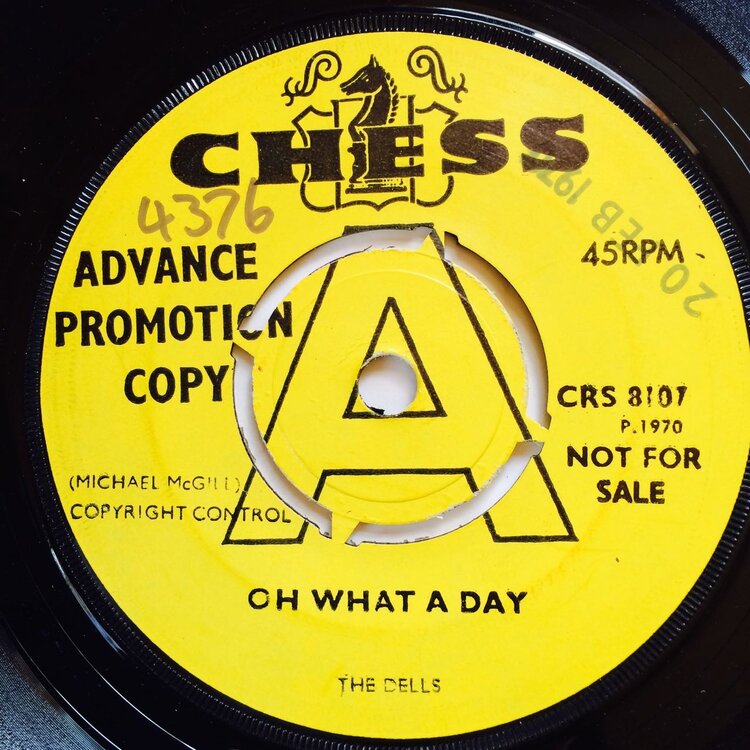 CHESS
4376
20 FEB
ADVANCE
PROMOTION
COPY
A
45RPM
CRS 8107
P.1970
NOT FOR
SALE
(MICHAEL McGILL)
COPYRIGHT CONTROL
OH WHAT A DAY
THE DELLS